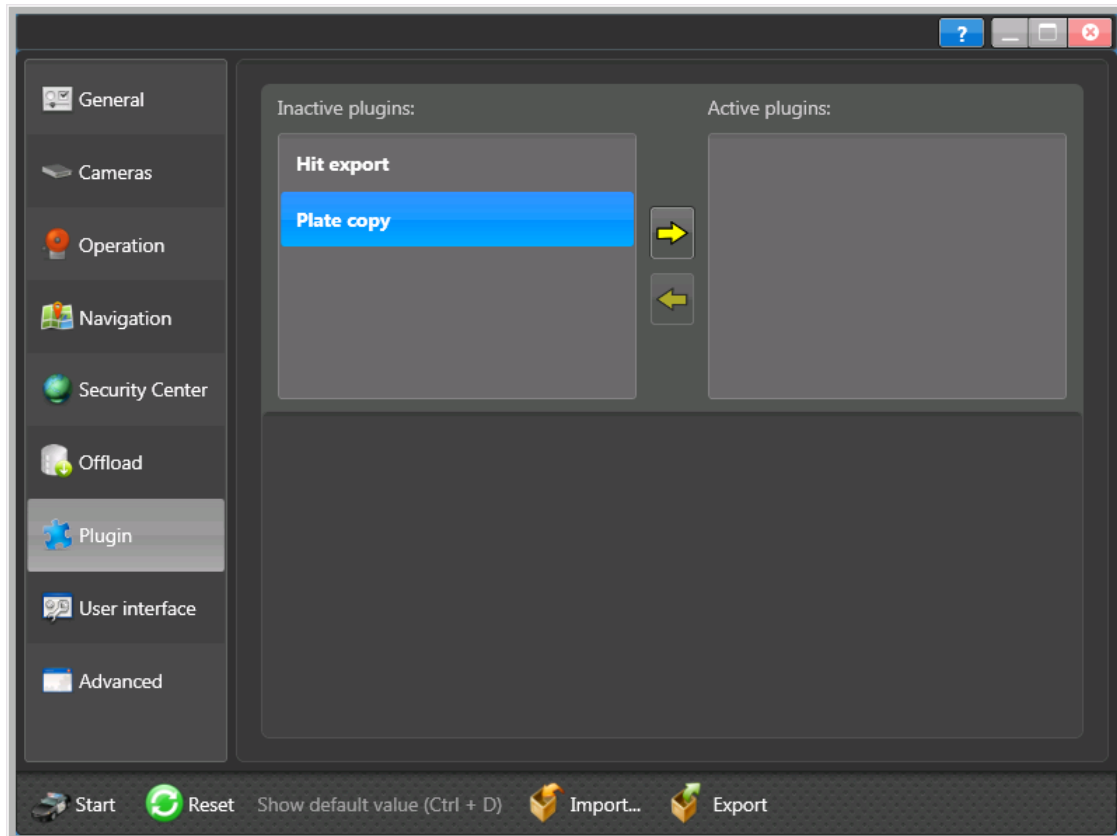 ?
General
Cameras
Operation
Navigation
Security Center
Offload
Plugin
User interface
Advanced
Inactive plugins:
Hit export
Plate copy
Active plugins:
Start Reset Show default value (Ctrl + D) Import... Export